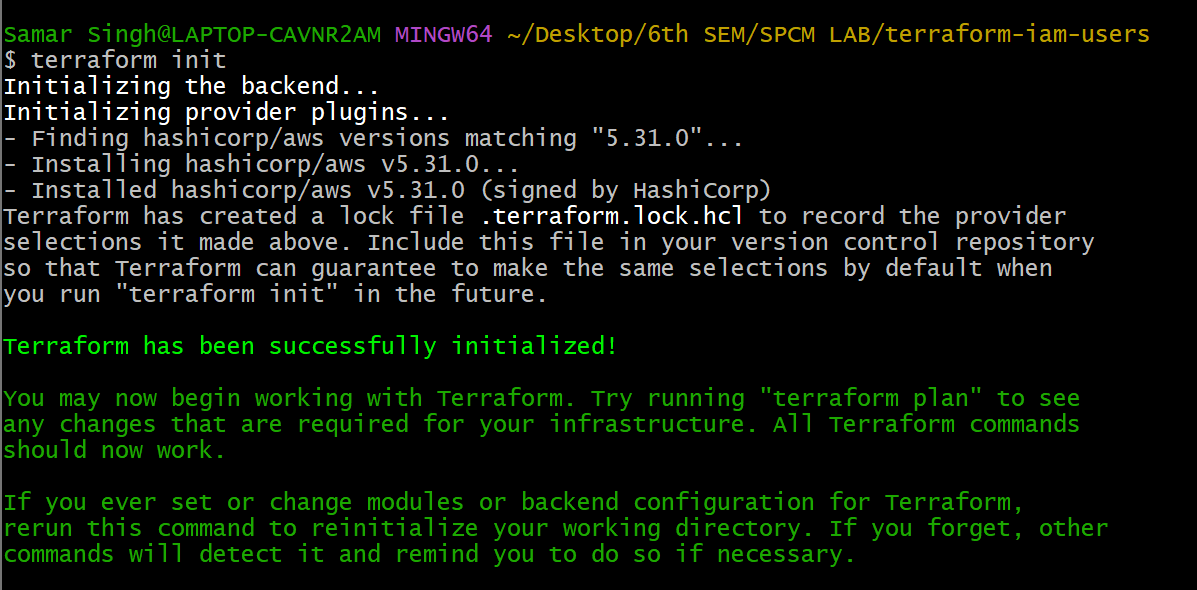 Samar Singh@LAPTOP-CAVNR2AM MINGW64 ~/Desktop/6th SEM/SPCM LAB/terraform-iam-users
$ terraform init
Initializing the backend...
Initializing provider plugins...
- Finding hashicorp/aws versions matching "5.31.0"...
- Installing hashicorp/aws v5.31.0...
- Installed hashicorp/aws v5.31.0 (signed by HashiCorp)
Terraform has created a lock file .terraform.lock.hcl to record the provider
selections it made above. Include this file in your version control repository
so that Terraform can guarantee to make the same selections by default when
you run "terraform init" in the future.
Terraform has been successfully initialized!
You may now begin working with Terraform. Try running "terraform plan" to see
any changes that are required for your infrastructure. All Terraform commands
should now work.
If you ever set or change modules or backend configuration for Terraform,
rerun this command to reinitialize your working directory. If you forget, other
commands will detect it and remind you to do so if necessary.